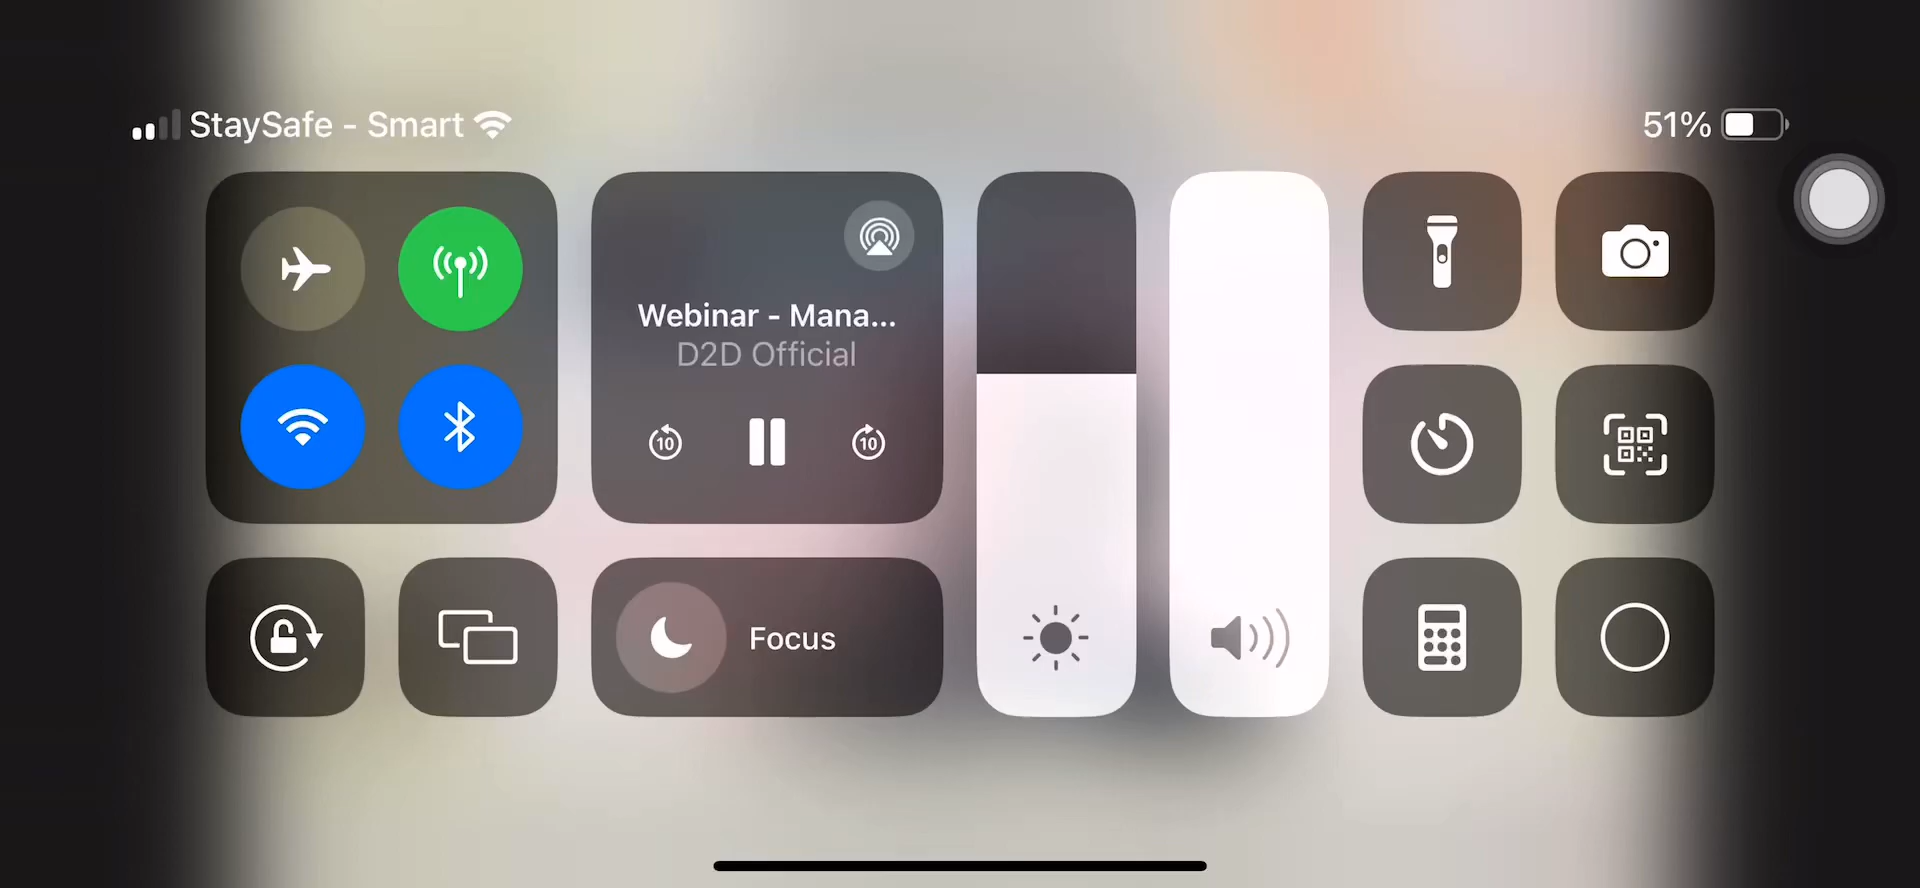 StaySafe - Smart
51%
Webinar - Mana...
D2D Official
10
10
Focus